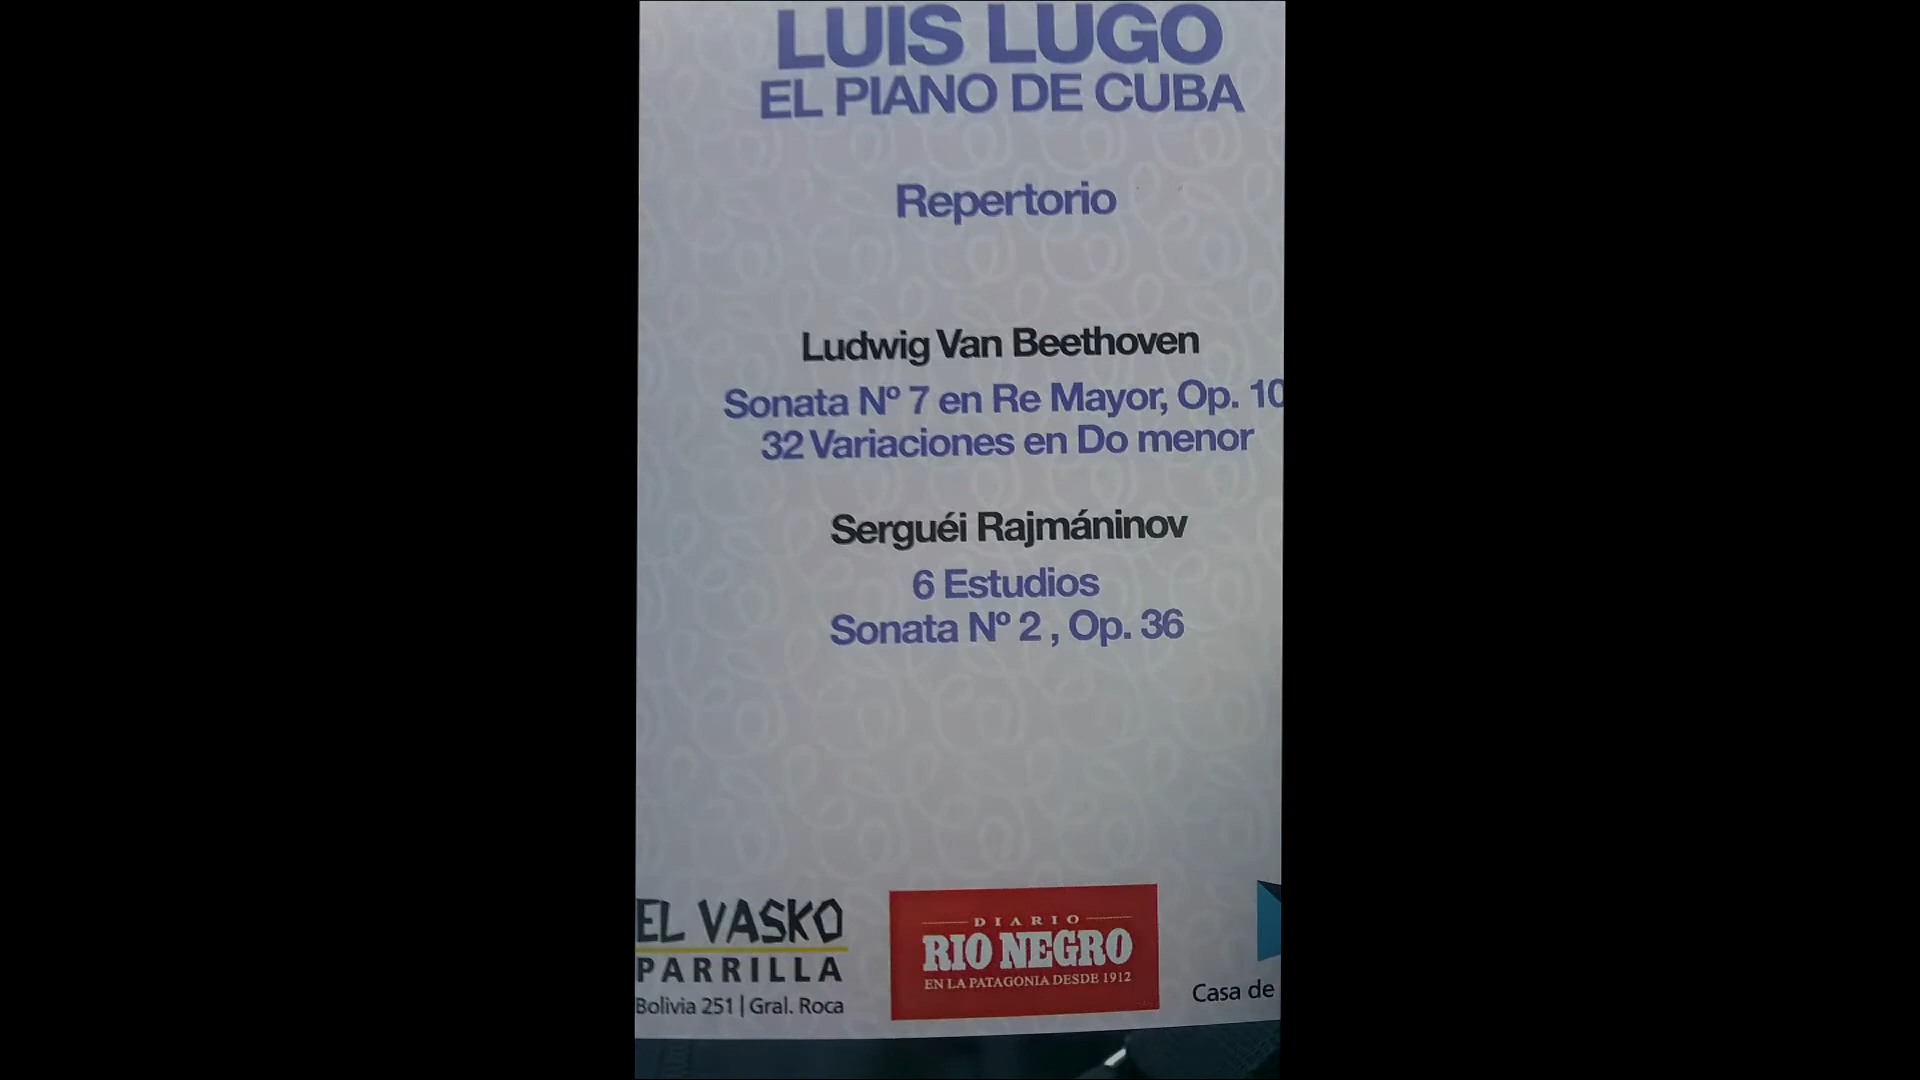 LUIS LUGO
EL PIANO DE CUBA
Repertorio
Ludwig Van Beethoven
Sonata Nº 7 en Re Mayor, Op. 10
32 Variaciones en Do menor
Serguéi Rajmáninov
6 Estudios
Sonata Nº 2 , Op. 36
EL VASKO
PARRILLA
Bolivia 251 | Gral. Roca
DIARIO
RIO NEGRO
EN LA PATAGONIA DESDE 1912
Casa de